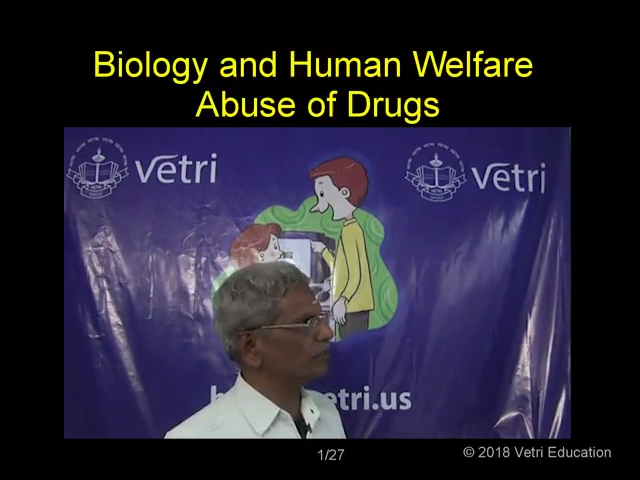 Biology and Human Welfare
Abuse of Drugs
vetri
vetri
etri.us
1/27
© 2018 Vetri Education